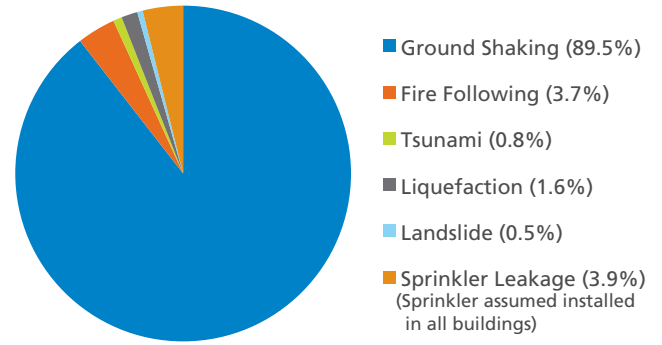 Ground Shaking (89.5%)
Fire Following (3.7%)
Tsunami (0.8%)
Liquefaction (1.6%)
Landslide (0.5%)
Sprinkler Leakage (3.9%)
(Sprinkler assumed installed
in all buildings)